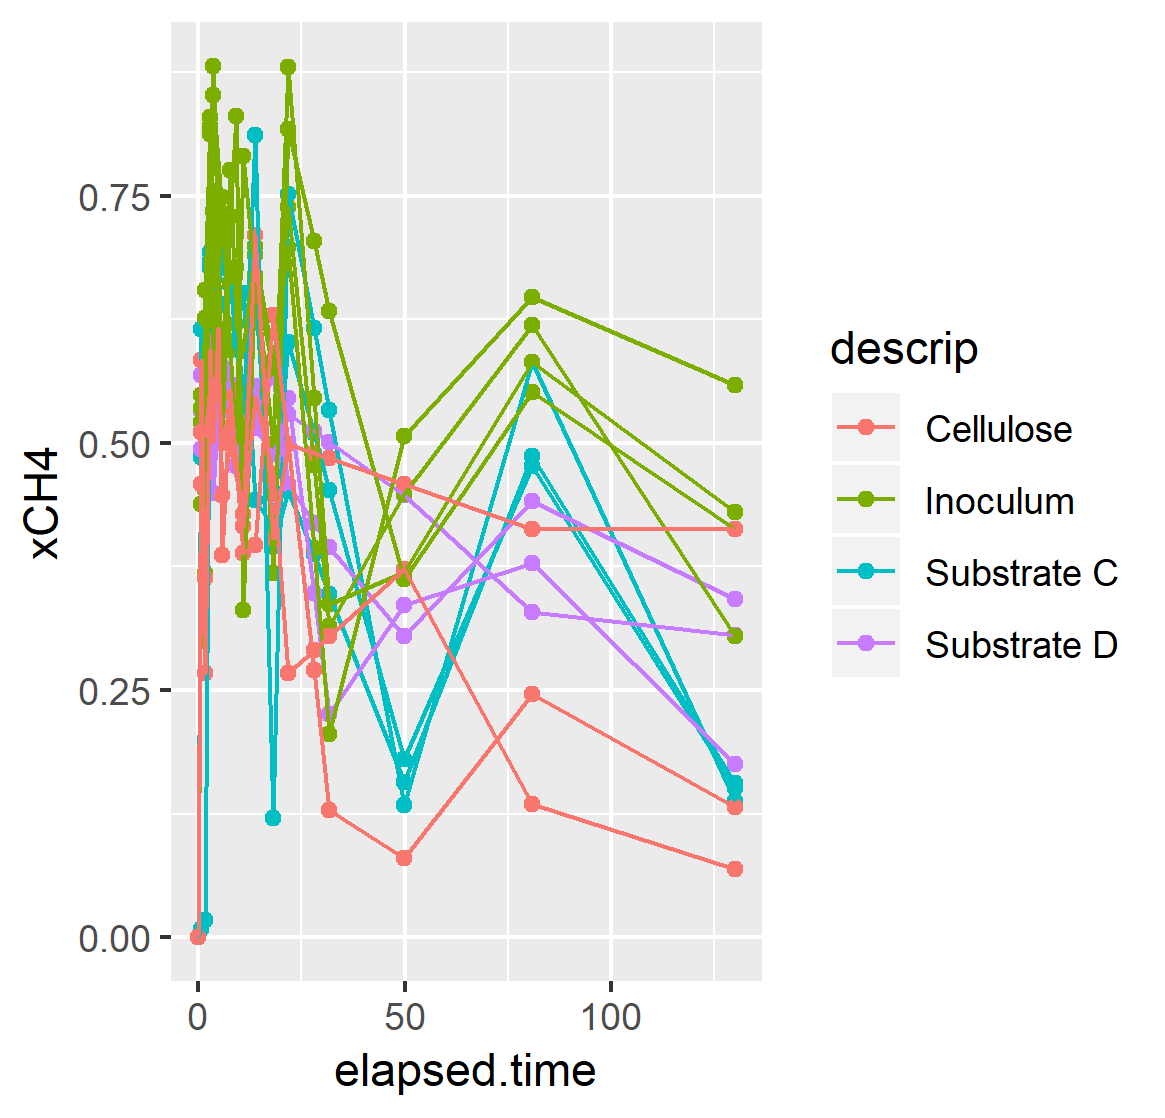 xCH4
0.75
0.50
0.25
0.00
0
50
100
elapsed.time
descrip
Cellulose
Inoculum
Substrate C
Substrate D